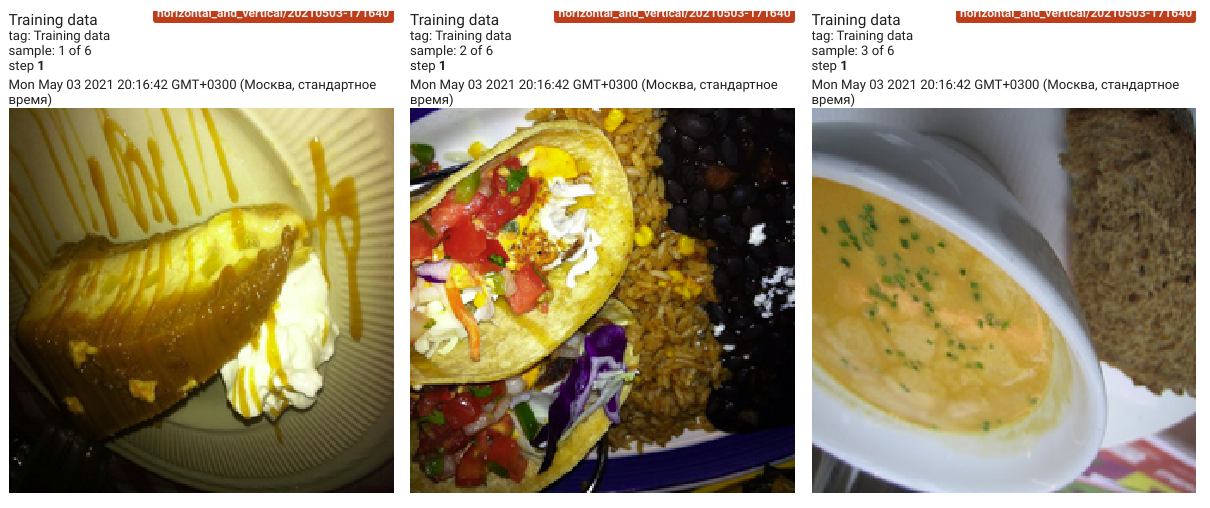 Training data
horizontal_and_vertical/20210503-171640
tag: Training data
sample: 1 of 6
step 1
Mon May 03 2021 20:16:42 GMT+0300 (Москва, стандартное
время)
Training data
horizontal_and_vertical/20210503-171640
tag: Training data
sample: 2 of 6
step 1
Mon May 03 2021 20:16:42 GMT+0300 (Москва, стандартное
время)
Training data
horizontal_and_vertical/20210503-171640
tag: Training data
sample: 3 of 6
step 1
Mon May 03 2021 20:16:42 GMT+0300 (Москва, стандартное
время)